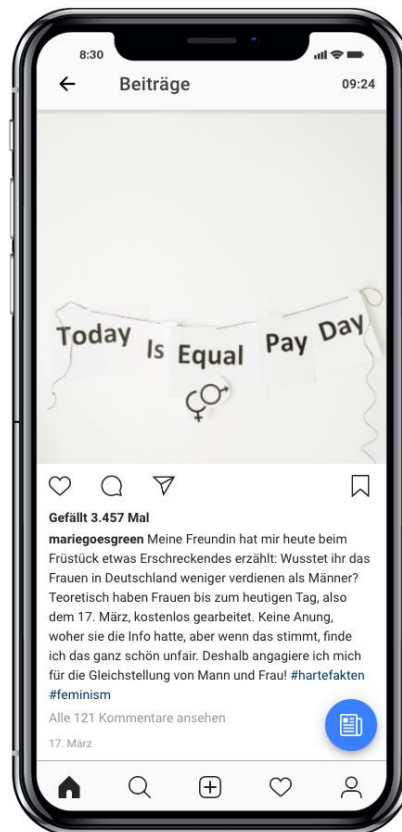 8:30
Beiträge 09:24
Today Is Equal Pay Day
Gefällt 3.457 Mal
mariegoesgreen Meine Freundin hat mir heute beim
Früstück etwas Erschreckendes erzählt: Wusstet ihr das
Frauen in Deutschland weniger verdienen als Männer?
Teoretisch haben Frauen bis zum heutigen Tag, also
dem 17. März, kostenlos gearbeitet. Keine Anung,
woher sie die Info hatte, aber wenn das stimmt, finde
ich das ganz schön unfair. Deshalb angagiere ich mich
für die Gleichstellung von Mann und Frau! #hartefakten
#feminism
Alle 121 Kommentare ansehen
17. März